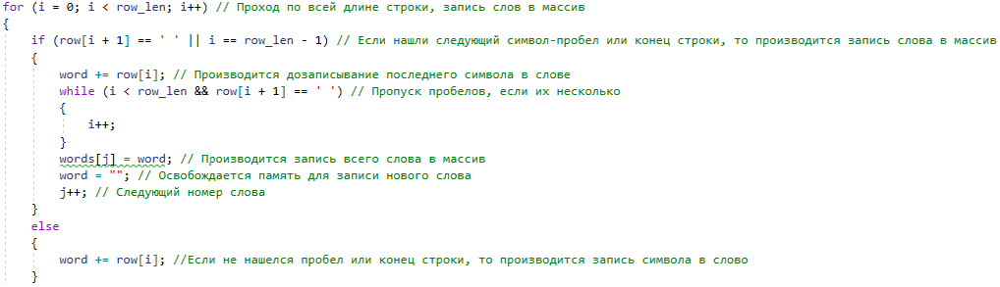 for (i = 0; i < row_len; i++) // Проход по всей длине строки, запись слов в массив
{
    if (row[i + 1] == ' ' || i == row_len - 1) // Если нашли следующий символ-пробел или конец строки, то производится запись слова в массив
    {
        word += row[i]; // Производится дозаписывание последнего символа в слове
        while (i < row_len && row[i + 1] == ' ') // Пропуск пробелов, если их несколько
        {
            i++;
        }
        words[j] = word; // Производится запись всего слова в массив
        word = ""; // Освобождается память для записи нового слова
        j++; // Следующий номер слова
    }
    else
    {
        word += row[i]; //Если не нашелся пробел или конец строки, то производится запись символа в слово
    }